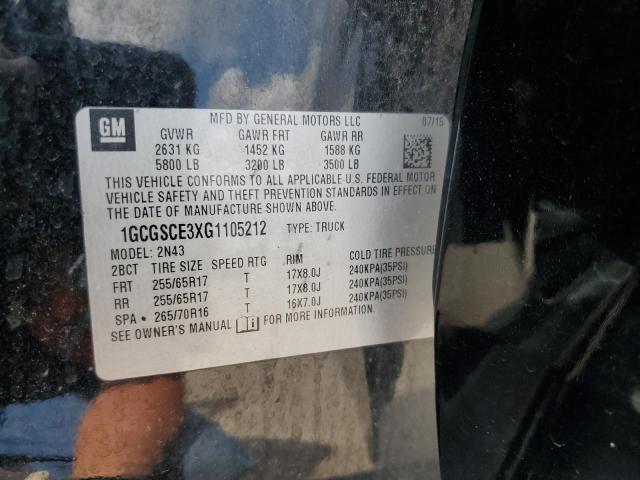 GM
MFD BY GENERAL MOTORS LLC 07/15
GVWR GAWR FRT GAWR RR
2631 KG 1452 KG 1588 KG
5800 LB 3200 LB 3500 LB
THIS VEHICLE CONFORMS TO ALL APPLICABLE U.S. FEDERAL MOTOR
VEHICLE SAFETY AND THEFT PREVENTION STANDARDS IN EFFECT ON
THE DATE OF MANUFACTURE SHOWN ABOVE.
1GCGSCE3XG1105212 TYPE: TRUCK
MODEL: 2N43
2BCT TIRE SIZE SPEED RTG RIM COLD TIRE PRESSURE
FRT 255/65R17 T 17X8.0J 240KPA(35PSI)
RR 255/65R17 T 17X8.0J 240KPA(35PSI)
SPA • 265/70R16 T 16X7.0J 240KPA(35PSI)
SEE OWNER'S MANUAL FOR MORE INFORMATION.